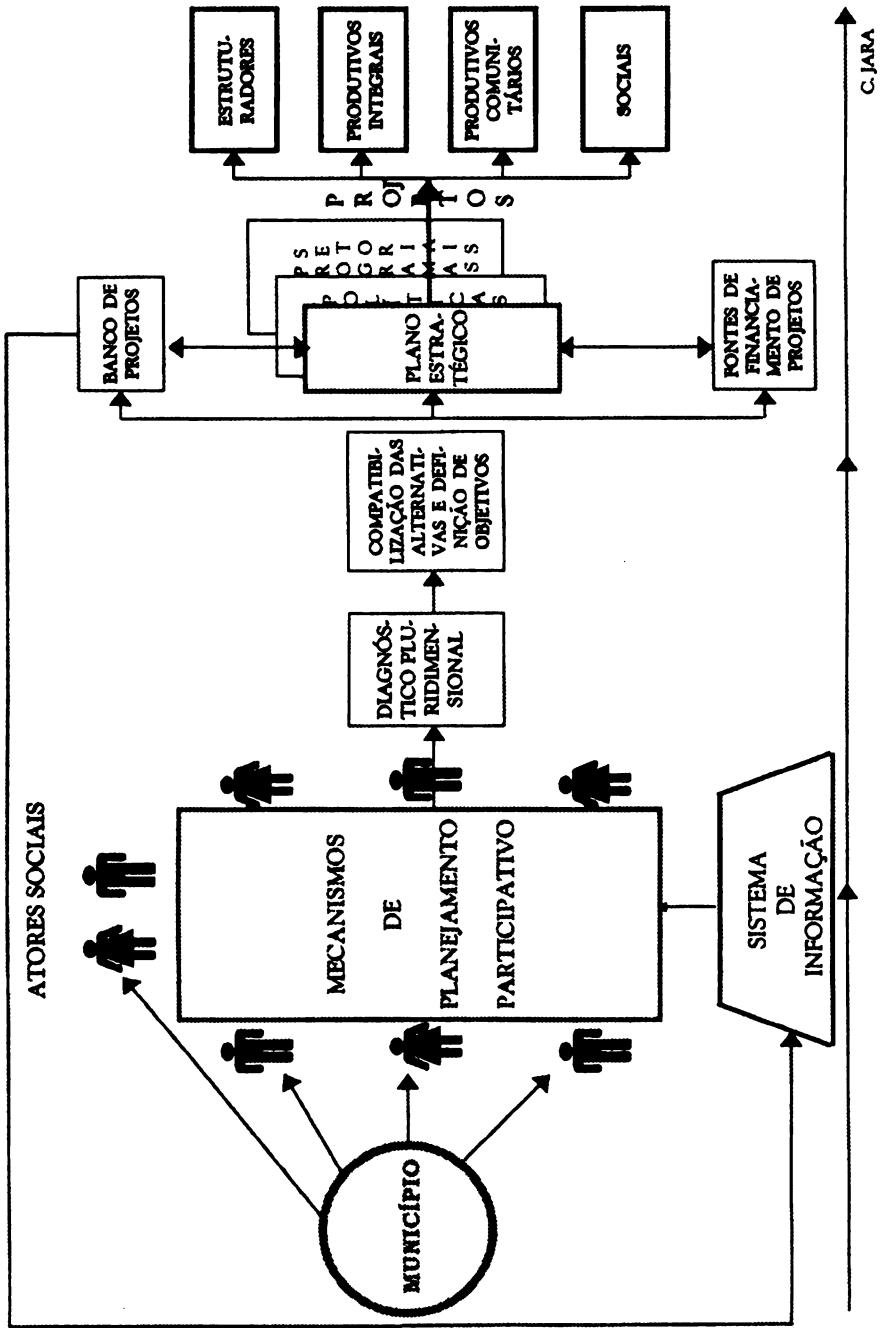 ATORES SOCIAIS
MUNICÍPIO
MECANISMOS
DE
PLANEJAMENTO
PARTICIPATIVO
SISTEMA
DE
INFORMAÇÃO
DIAGNÓS-
TICO PLU-
RIDIMEN-
SIONAL
COMPATIBI-
LIZAÇÃO DAS
ALTERNATI-
VAS E DEFI-
NIÇÃO DE
OBJETIVOS
BANCO DE
PROJETOS
PLANO
ESTRA-
TÉGICO
FONTES DE
FINANCIA-
MENTO DE
PROJETOS
ESTRUTU-
RADORES
PRODUTIVOS
INTEGRAIS
PRODUTIVOS
COMUNI-
TÁRIOS
SOCIAIS
C. JARA